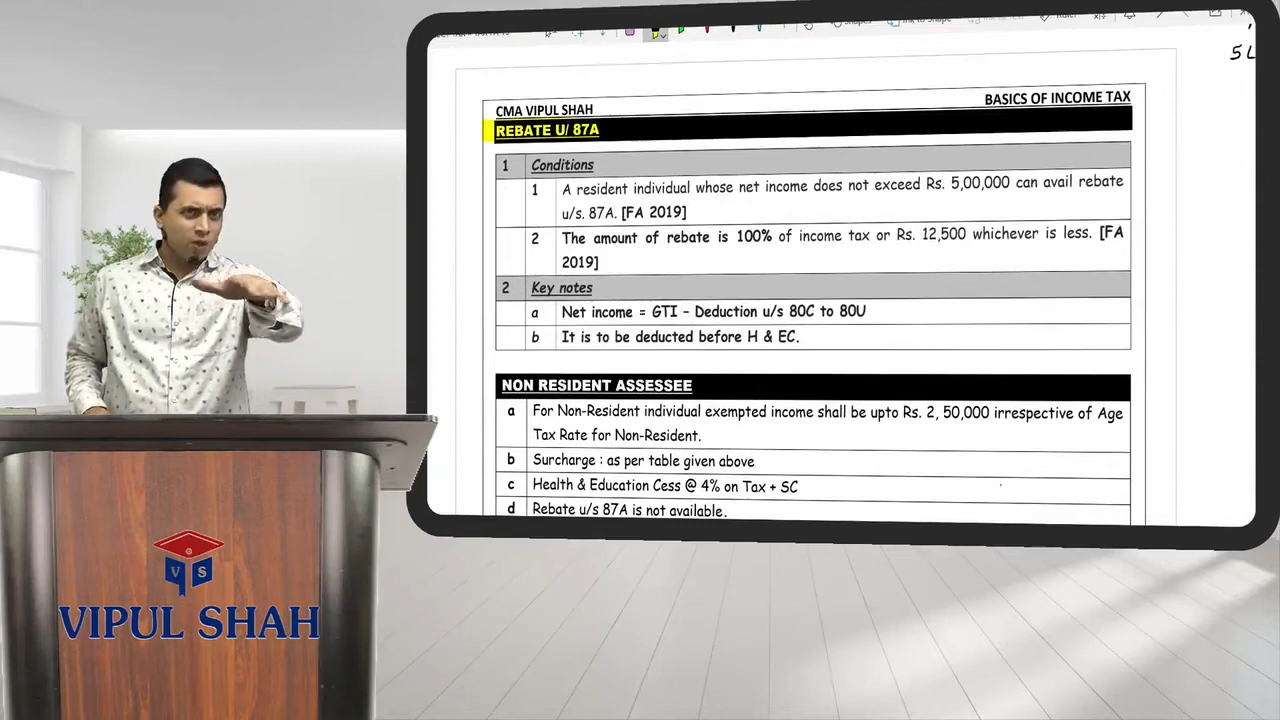 5 L
CMA VIPUL SHAH
BASICS OF INCOME TAX
REBATE U/ 87A
1 Conditions
1 A resident individual whose net income does not exceed Rs. 5,00,000 can avail rebate
u/s. 87A. [FA 2019]
2 The amount of rebate is 100% of income tax or Rs. 12,500 whichever is less. [FA
2019]
2 Key notes
a Net income = GTI – Deduction u/s 80C to 80U
b It is to be deducted before H & EC.
NON RESIDENT ASSESSEE
a For Non-Resident individual exempted income shall be upto Rs. 2, 50,000 irrespective of Age
Tax Rate for Non-Resident.
b Surcharge : as per table given above
c Health & Education Cess @ 4% on Tax + SC
d Rebate u/s 87A is not available.
V S
VIPUL SHAH